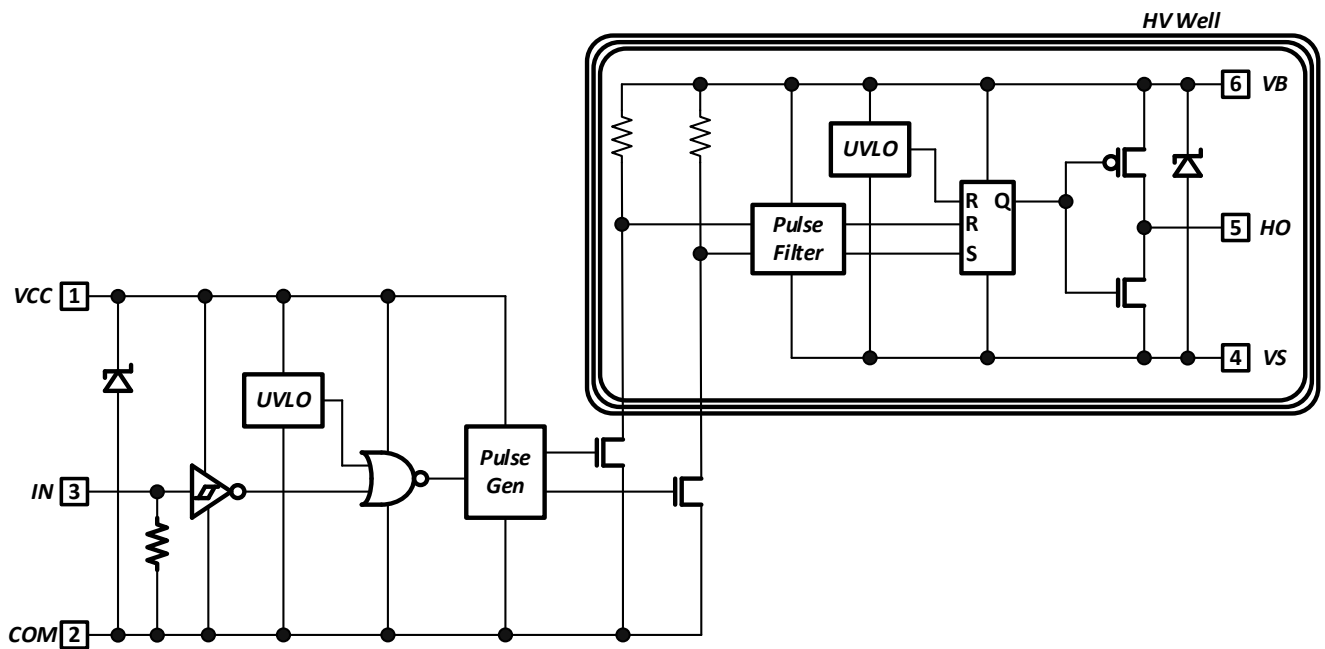 HV Well
6 VB
UVLO
R Q
R
S
Pulse
Filter
5 HO
VCC 1
4 VS
UVLO
Pulse
Gen
IN 3
COM 2